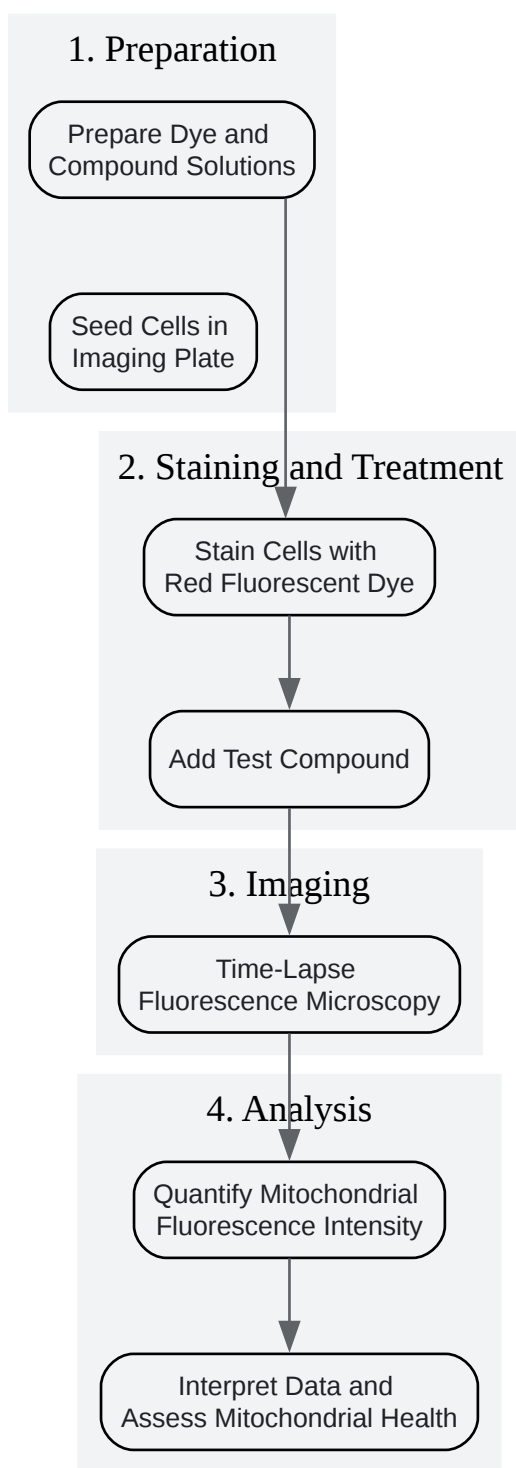 1. Preparation
Prepare Dye and
Compound Solutions
Seed Cells in
Imaging Plate
2. Staining and Treatment
Stain Cells with
Red Fluorescent Dye
Add Test Compound
3. Imaging
Time-Lapse
Fluorescence Microscopy
4. Analysis
Quantify Mitochondrial
Fluorescence Intensity
Interpret Data and
Assess Mitochondrial Health